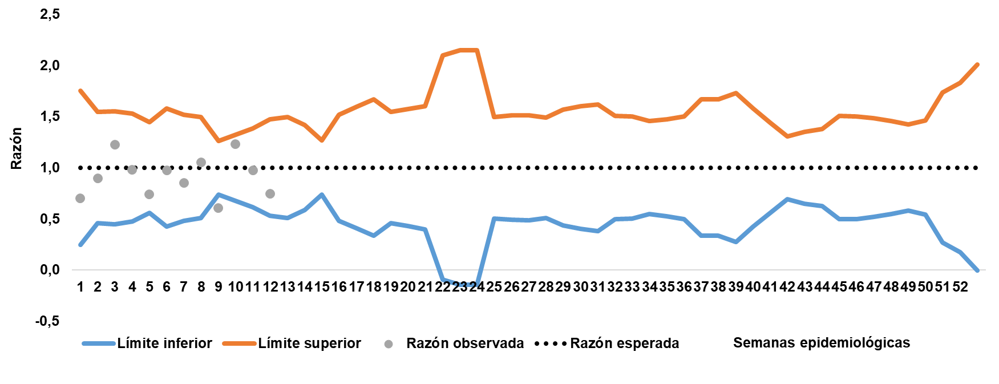 2,5
2,0
1,5
1,0
0,5
0,0
-0,5
Razón
1 2 3 4 5 6 7 8 9 10 11 12 13 14 15 16 17 18 19 20 21 22 23 24 25 26 27 28 29 30 31 32 33 34 35 36 37 38 39 40 41 42 43 44 45 46 47 48 49 50 51 52
Límite inferior Límite superior Razón observada Razón esperada Semanas epidemiológicas